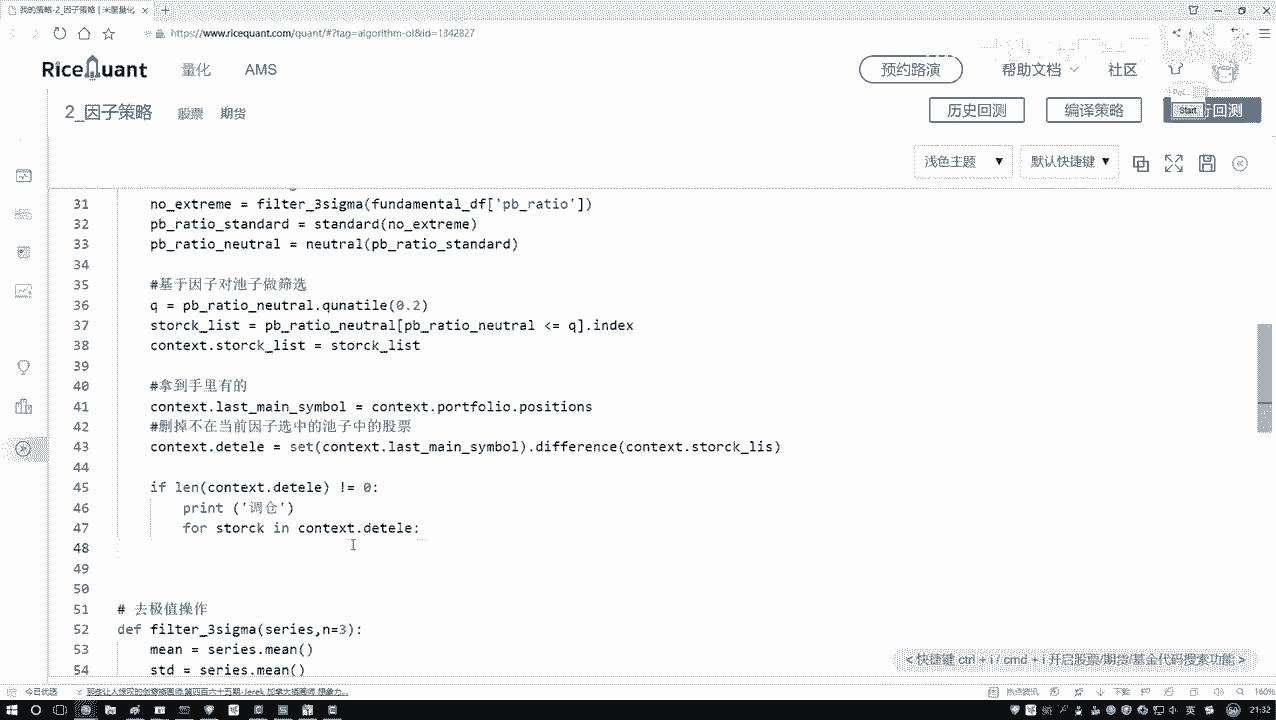 我的策略-2_因子策略 | 米筐量化
https://www.ricequant.com/quant/#?tag=algorithm-ol&id=1342827
RiceQuant 量化 AMS 预约路演 帮助文档 社区
2_因子策略 股票 期货 历史回测 编译策略 Start 回测
浅色主题 默认快捷键
31 no_extreme = filter_3sigma(fundamental_df['pb_ratio'])
32 pb_ratio_standard = standard(no_extreme)
33 pb_ratio_neutral = neutral(pb_ratio_standard)
34
35 #基于因子对池子做筛选
36 q = pb_ratio_neutral.qunatile(0.2)
37 storck_list = pb_ratio_neutral[pb_ratio_neutral <= q].index
38 context.storck_list = storck_list
39
40 #拿到手里有的
41 context.last_main_symbol = context.portfolio.positions
42 #删掉不在当前因子选中的池子中的股票
43 context.detele = set(context.last_main_symbol).difference(context.storck_lis)
44
45 if len(context.detele) != 0:
46 print ('调仓')
47 for storck in context.detele:
48
49
50
51 # 去极值操作
52 def filter_3sigma(series,n=3):
53 mean = series.mean()
54 std = series.mean()
< 快捷键 ctrl + i / cmd + i 开启股票/期货/基金代码搜索功能 >
今日优选 热点资讯 下载 160%
英 21:32